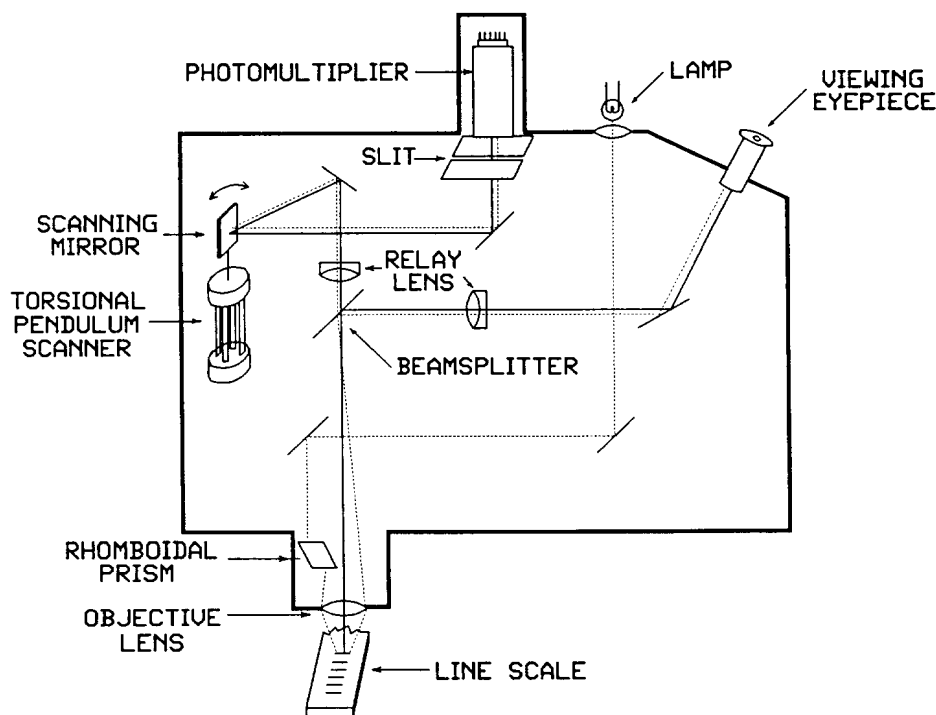 PHOTOMULTIPLIER
LAMP
VIEWING
EYEPIECE
SLIT
SCANNING
MIRROR
RELAY
LENS
TORSIONAL
PENDULUM
SCANNER
BEAMSPLITTER
RHOMBOIDAL
PRISM
OBJECTIVE
LENS
LINE SCALE